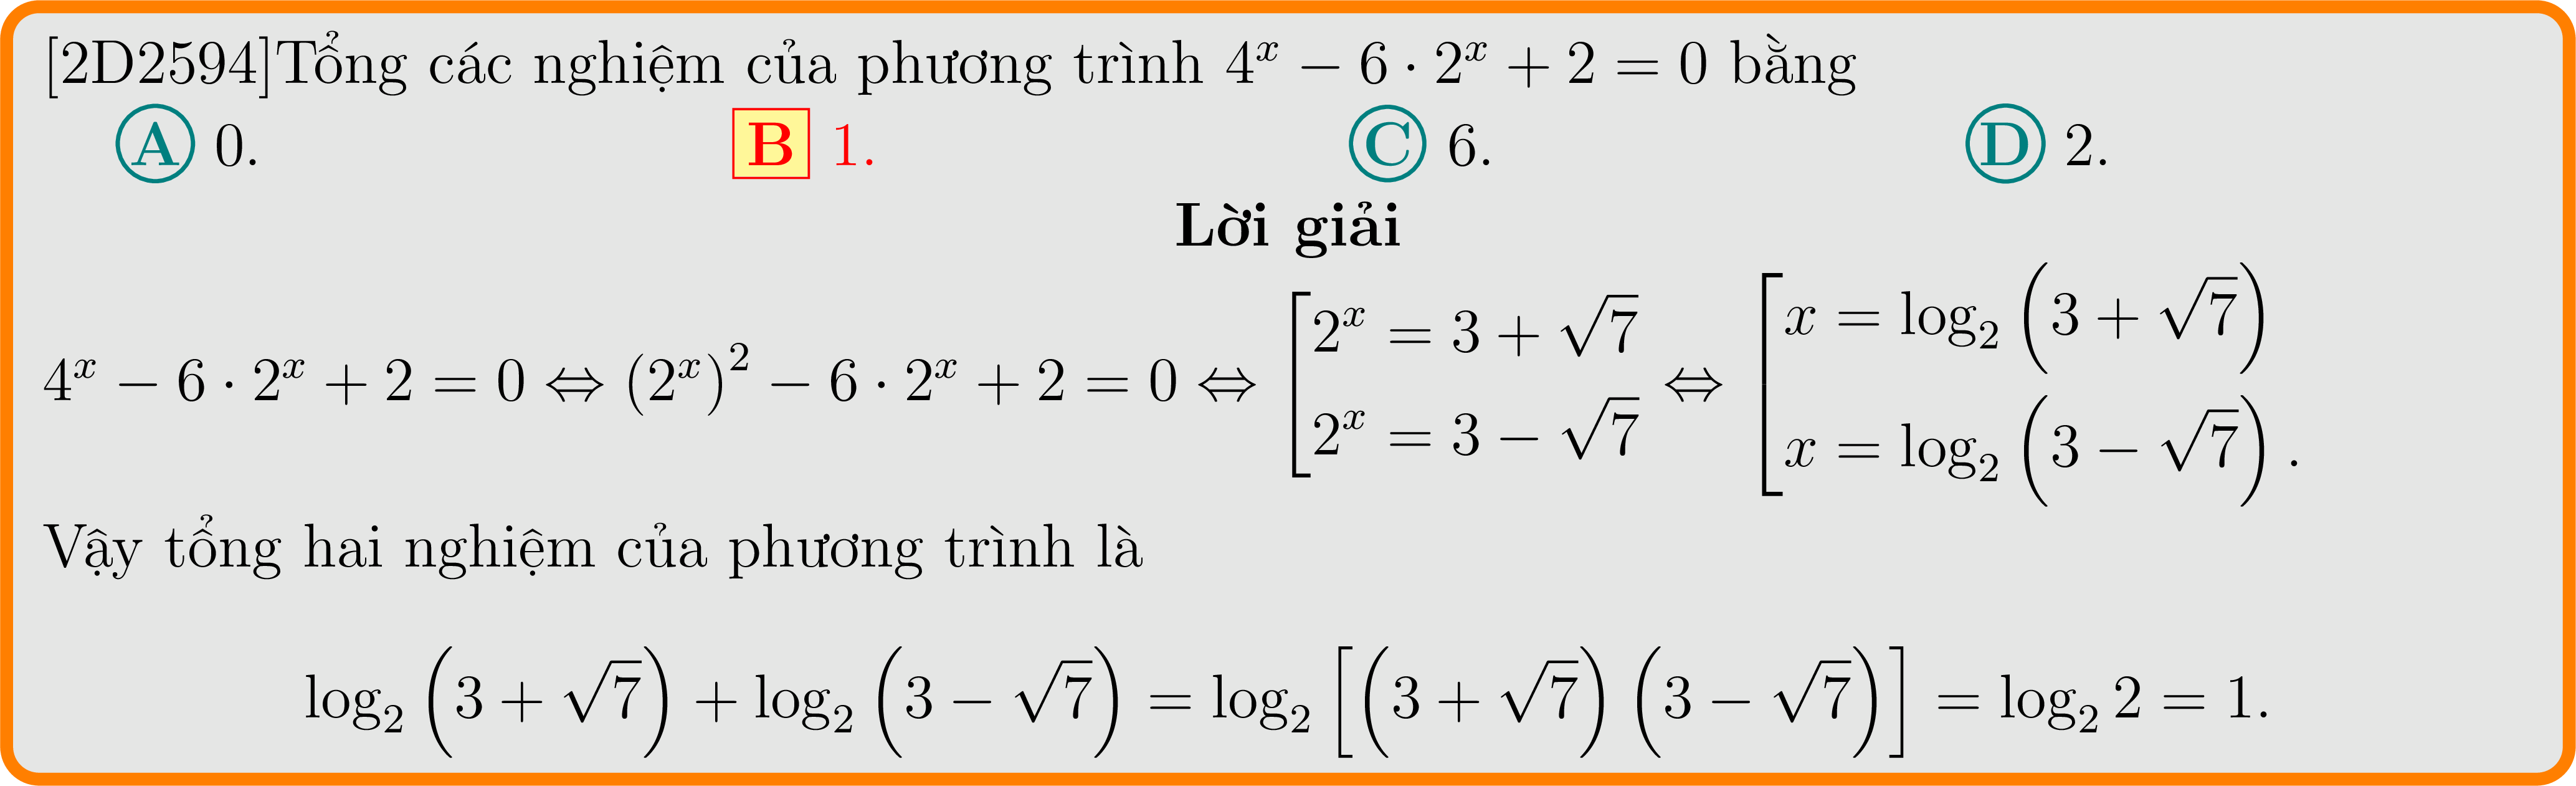 [2D2594]Tổng các nghiệm của phương trình $4^x - 6 \cdot 2^x + 2 = 0$ bằng
A 0. B 1. C 6. D 2.
Lời giải
$4^x - 6 \cdot 2^x + 2 = 0 \Leftrightarrow (2^x)^2 - 6 \cdot 2^x + 2 = 0 \Leftrightarrow \left[\begin{array}{l} 2^x = 3 + \sqrt{7} \\ 2^x = 3 - \sqrt{7} \end{array}\right. \Leftrightarrow \left[\begin{array}{l} x = \log_2 \left(3 + \sqrt{7}\right) \\ x = \log_2 \left(3 - \sqrt{7}\right). \end{array}\right.$
Vậy tổng hai nghiệm của phương trình là
$\log_2 \left(3 + \sqrt{7}\right) + \log_2 \left(3 - \sqrt{7}\right) = \log_2 \left[\left(3 + \sqrt{7}\right)\left(3 - \sqrt{7}\right)\right] = \log_2 2 = 1.$